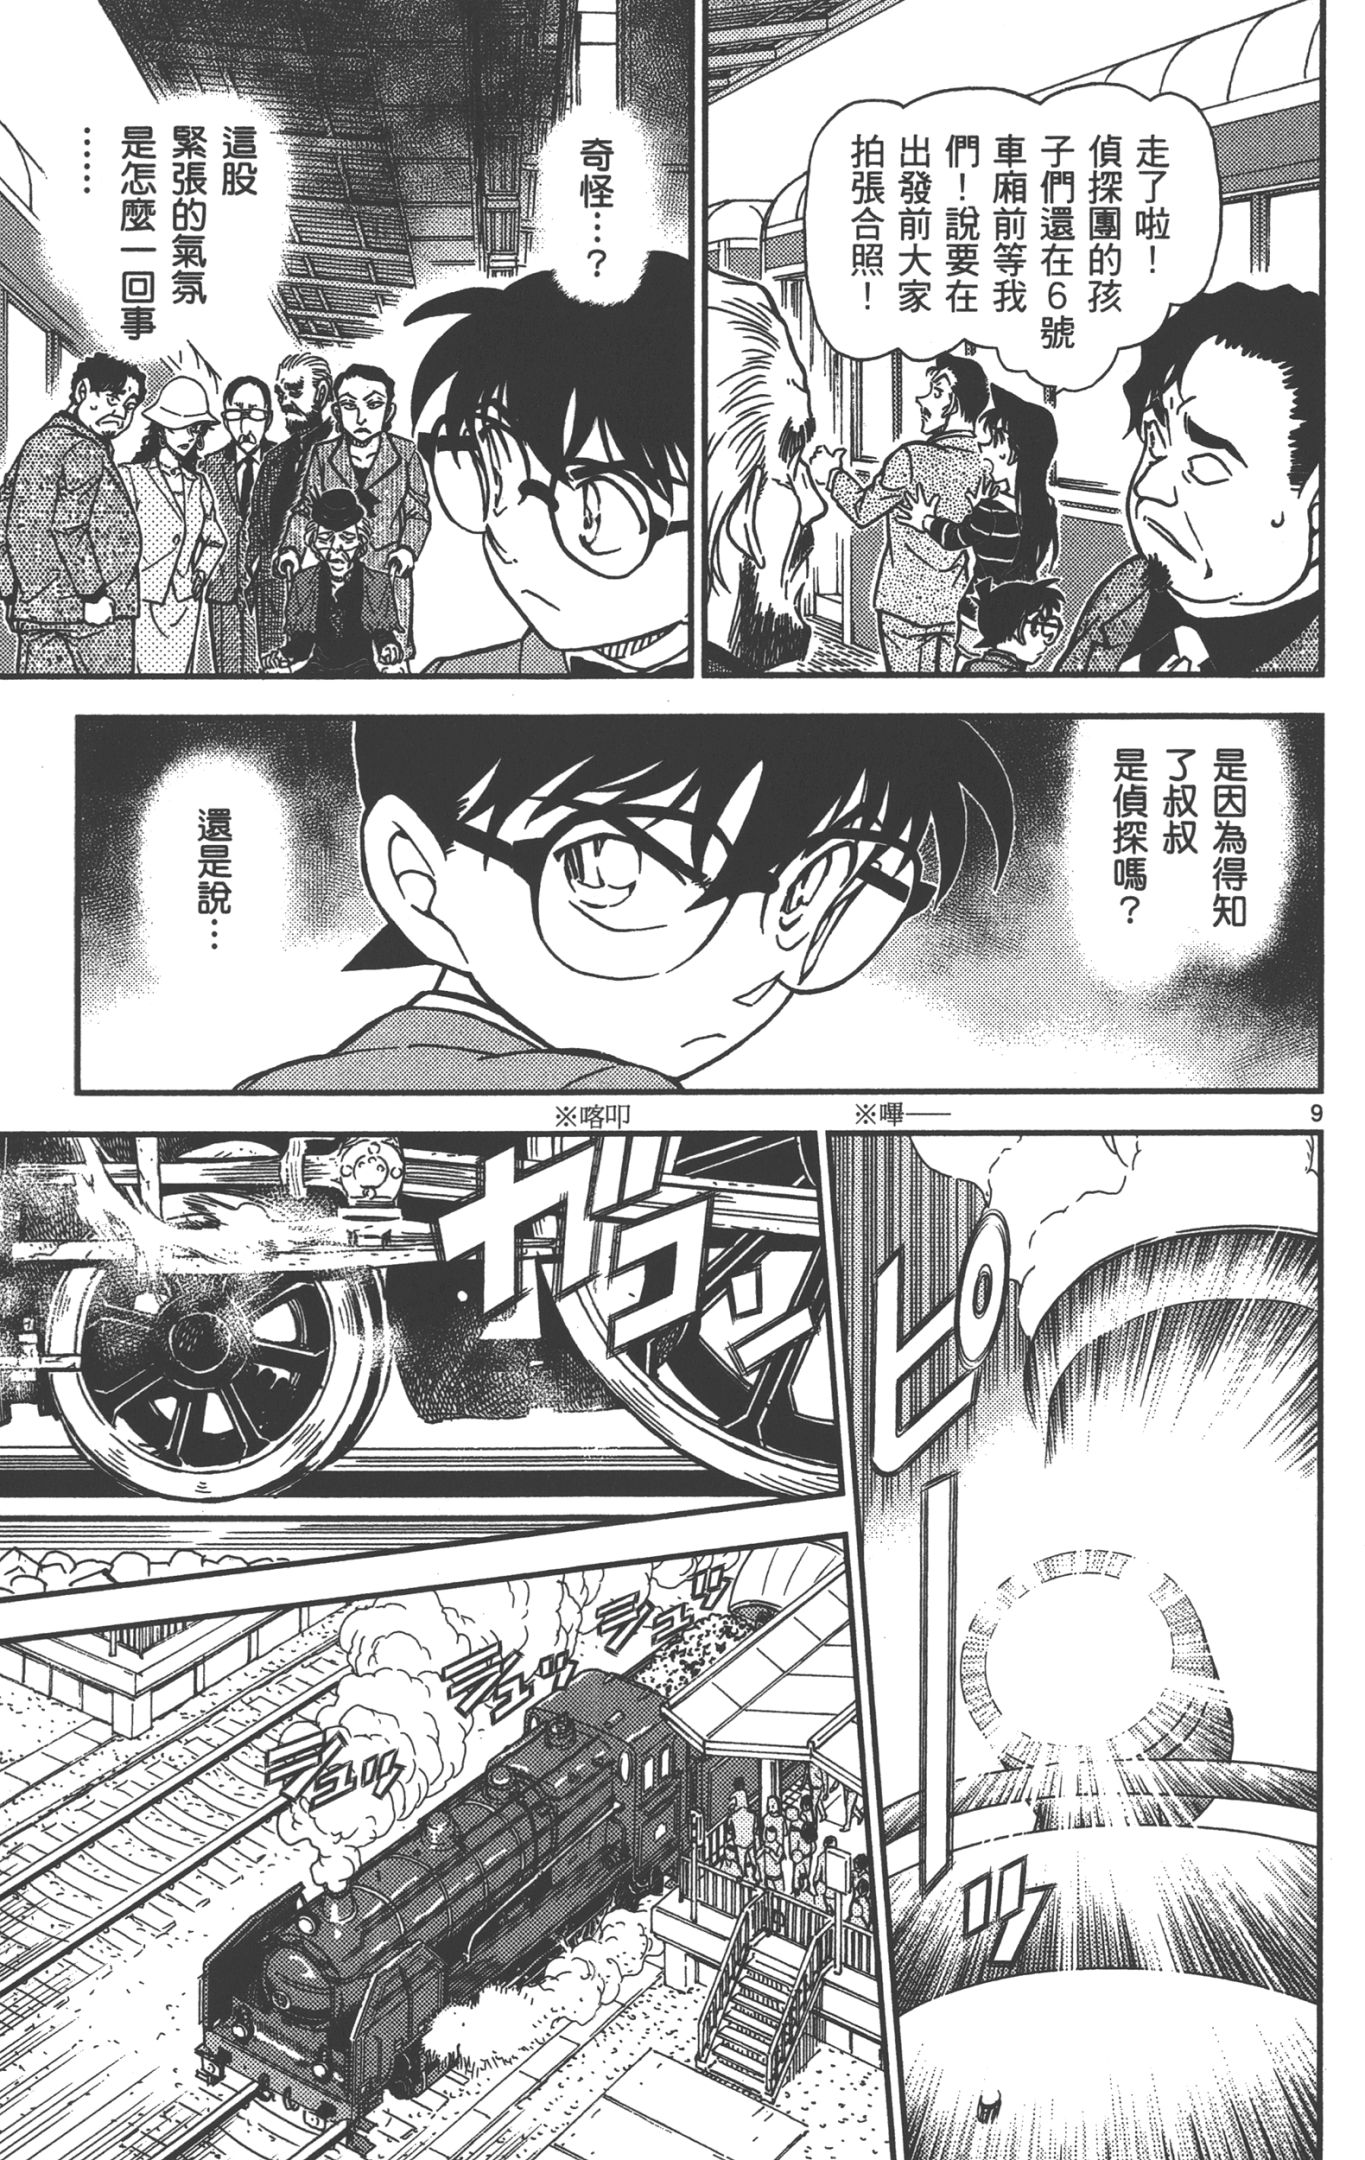 走了啦！
偵探團的孩
子們還在6號
車廂前等我
們！說要在
出發前大家
拍張合照！
奇怪…？
這股
緊張的氣氛
是怎麼一回事
……
是因為得知
了叔叔
是偵探嗎？
還是說…
9
※嗶——
※喀叩
ピーッ
ガコン
シュッ
シュッ
シュッ